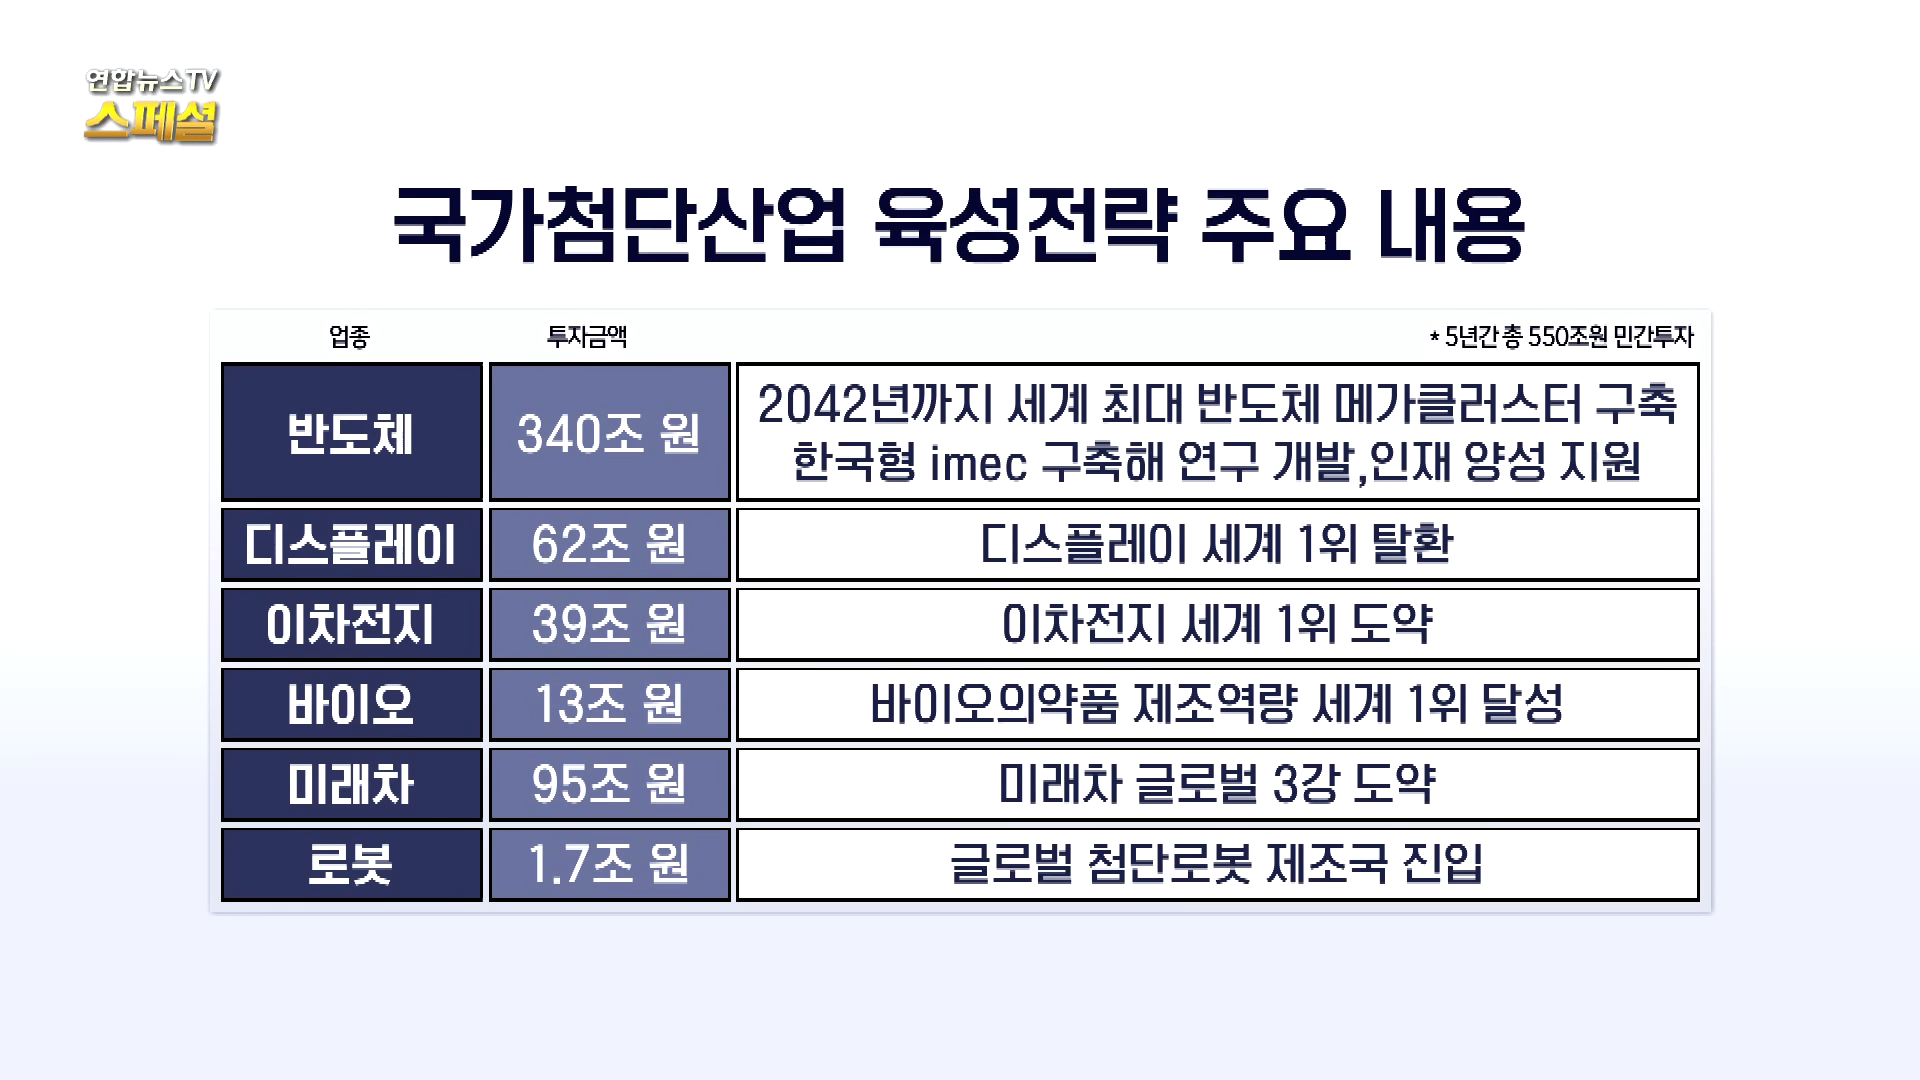 연합뉴스TV
스페셜
국가첨단산업 육성전략 주요 내용
업종 투자금액 * 5년간 총 550조원 민간투자
반도체 340조 원 2042년까지 세계 최대 반도체 메가클러스터 구축
한국형 imec 구축해 연구 개발,인재 양성 지원
디스플레이 62조 원 디스플레이 세계 1위 탈환
이차전지 39조 원 이차전지 세계 1위 도약
바이오 13조 원 바이오의약품 제조역량 세계 1위 달성
미래차 95조 원 미래차 글로벌 3강 도약
로봇 1.7조 원 글로벌 첨단로봇 제조국 진입